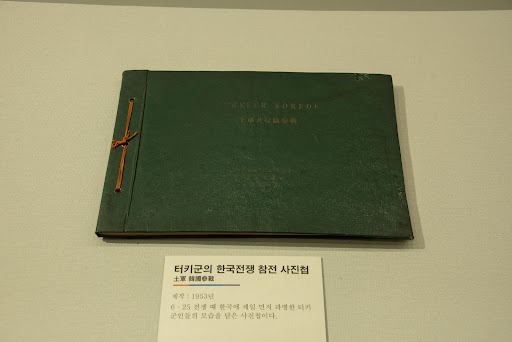 KOREDE
터키군의 한국전쟁 참전 사진첩
土軍 韓國參戰
제작 : 1953년
6 · 25 전쟁 때 한국에 제일 먼저 파병한 터키
군인들의 모습을 담은 사진첩이다.